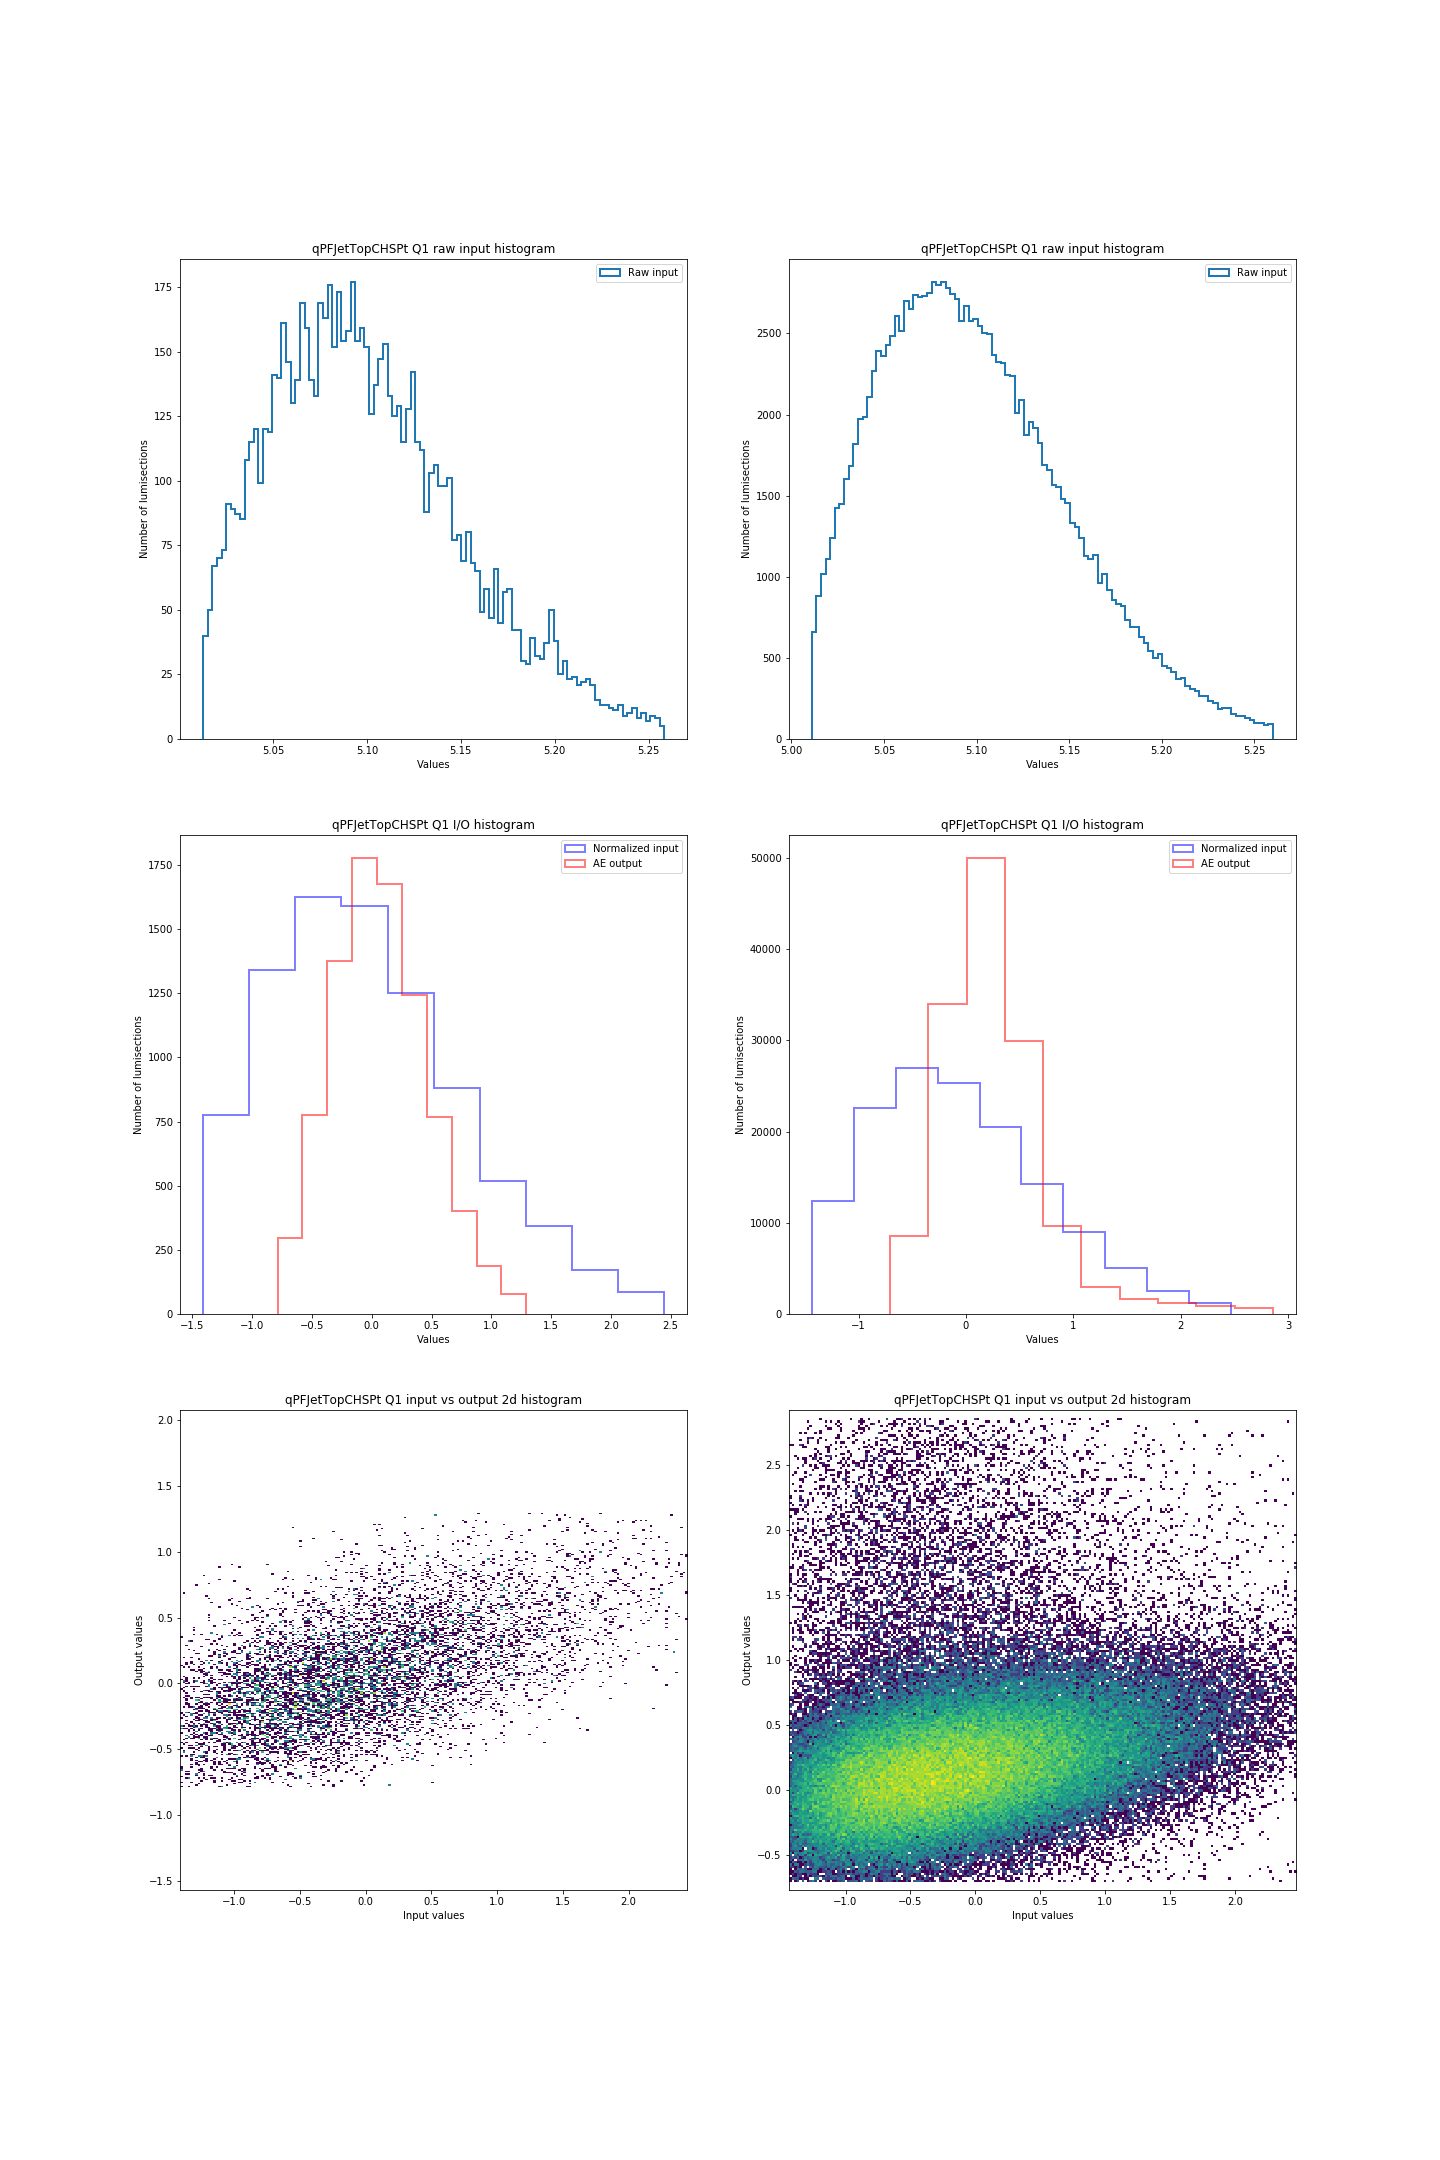 qPFJetTopCHSPt Q1 raw input histogram
Raw input
175
150
125
100
75
50
25
0
Number of lumisections
5.05 5.10 5.15 5.20 5.25
Values
qPFJetTopCHSPt Q1 raw input histogram
Raw input
2500
2000
1500
1000
500
0
Number of lumisections
5.00 5.05 5.10 5.15 5.20 5.25
Values
qPFJetTopCHSPt Q1 I/O histogram
Normalized input
AE output
1750
1500
1250
1000
750
500
250
0
Number of lumisections
−1.5 −1.0 −0.5 0.0 0.5 1.0 1.5 2.0 2.5
Values
qPFJetTopCHSPt Q1 I/O histogram
Normalized input
AE output
50000
40000
30000
20000
10000
0
Number of lumisections
−1 0 1 2 3
Values
qPFJetTopCHSPt Q1 input vs output 2d histogram
2.0
1.5
1.0
0.5
0.0
−0.5
−1.0
−1.5
Output values
−1.0 −0.5 0.0 0.5 1.0 1.5 2.0
Input values
qPFJetTopCHSPt Q1 input vs output 2d histogram
2.5
2.0
1.5
1.0
0.5
0.0
−0.5
Output values
−1.0 −0.5 0.0 0.5 1.0 1.5 2.0
Input values